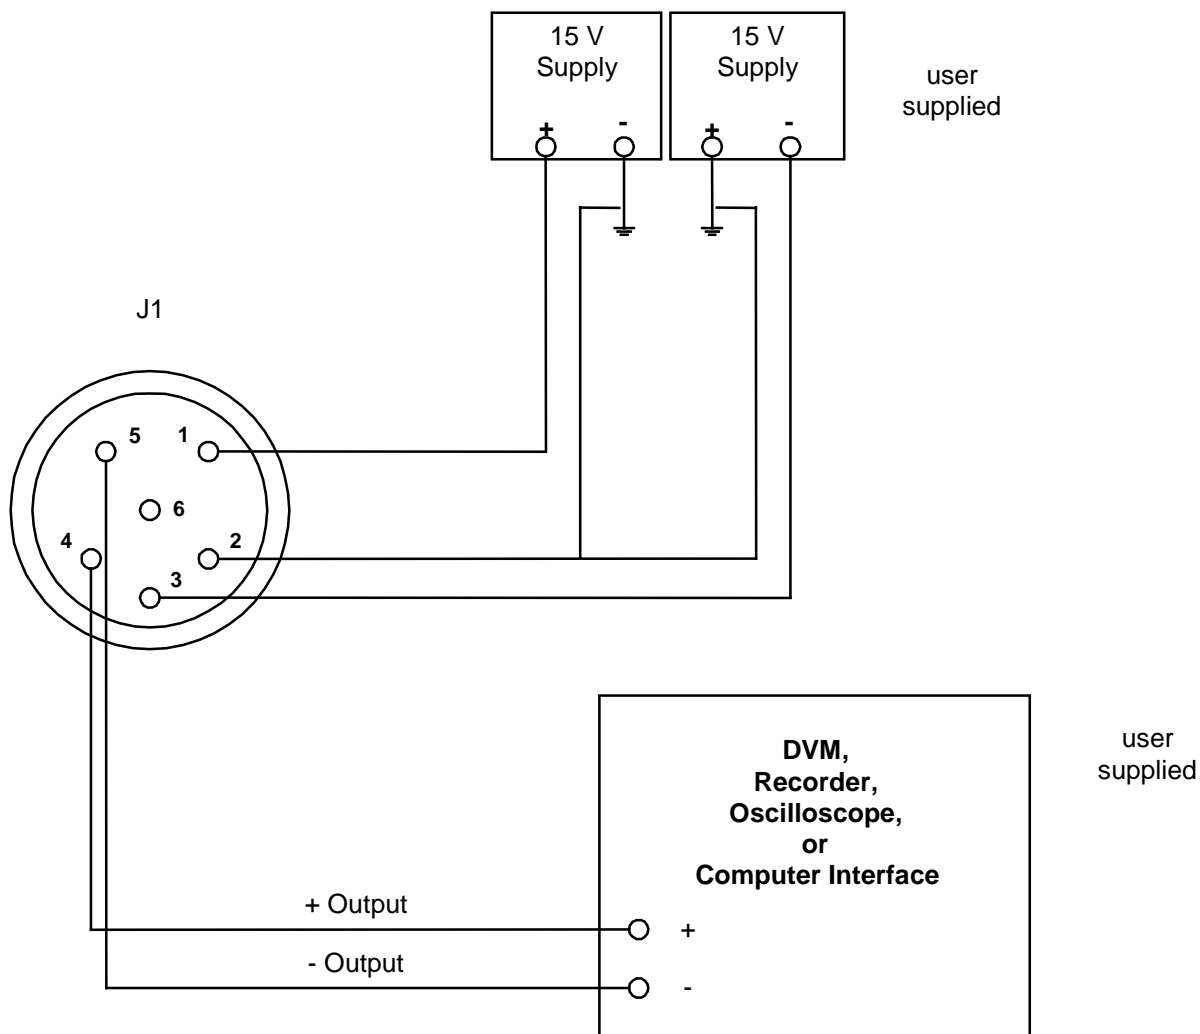 15 V
Supply
+
-
15 V
Supply
+
-
user
supplied
J1
5
1
6
4
2
3
DVM,
Recorder,
Oscilloscope,
or
Computer Interface
user
supplied
+ Output
+
- Output
-